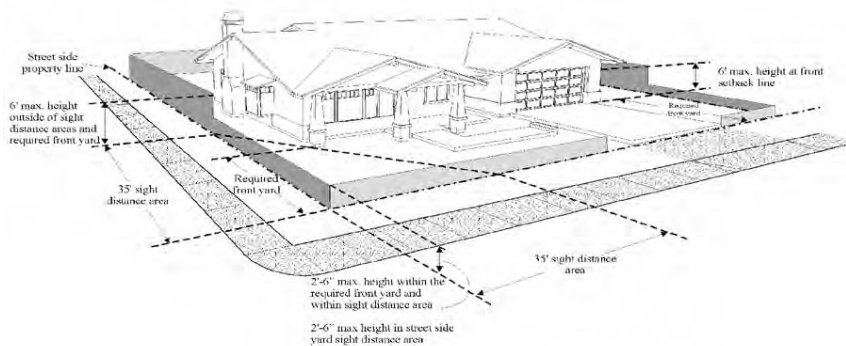 Street side
property line
6' max. height
outside of sight
distance areas and
required front yard
35' sight
distance area
Required
front yard
6' max. height at front
setback line
Required
front yard
35' sight distance
area
2'-6" max. height within the
required front yard and
within sight distance area
2'-6" max height in street side
yard sight distance area